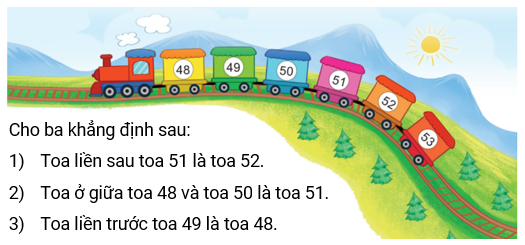 48 49 50 51 52 53
Cho ba khẳng định sau:
1) Toa liền sau toa 51 là toa 52.
2) Toa ở giữa toa 48 và toa 50 là toa 51.
3) Toa liền trước toa 49 là toa 48.